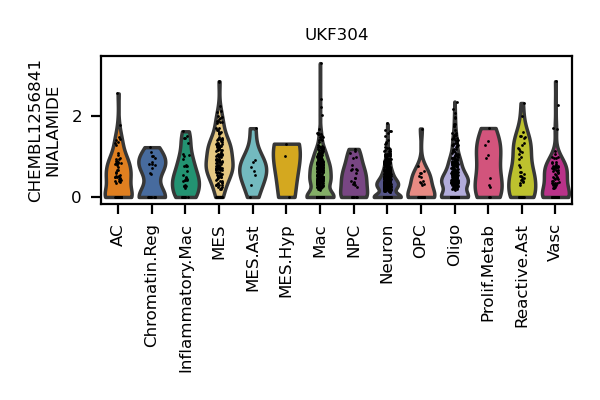 UKF304
CHEMBL1256841
NIALAMIDE
2
0
AC
Chromatin.Reg
Inflammatory.Mac
MES
MES.Ast
MES.Hyp
Mac
NPC
Neuron
OPC
Oligo
Prolif.Metab
Reactive.Ast
Vasc